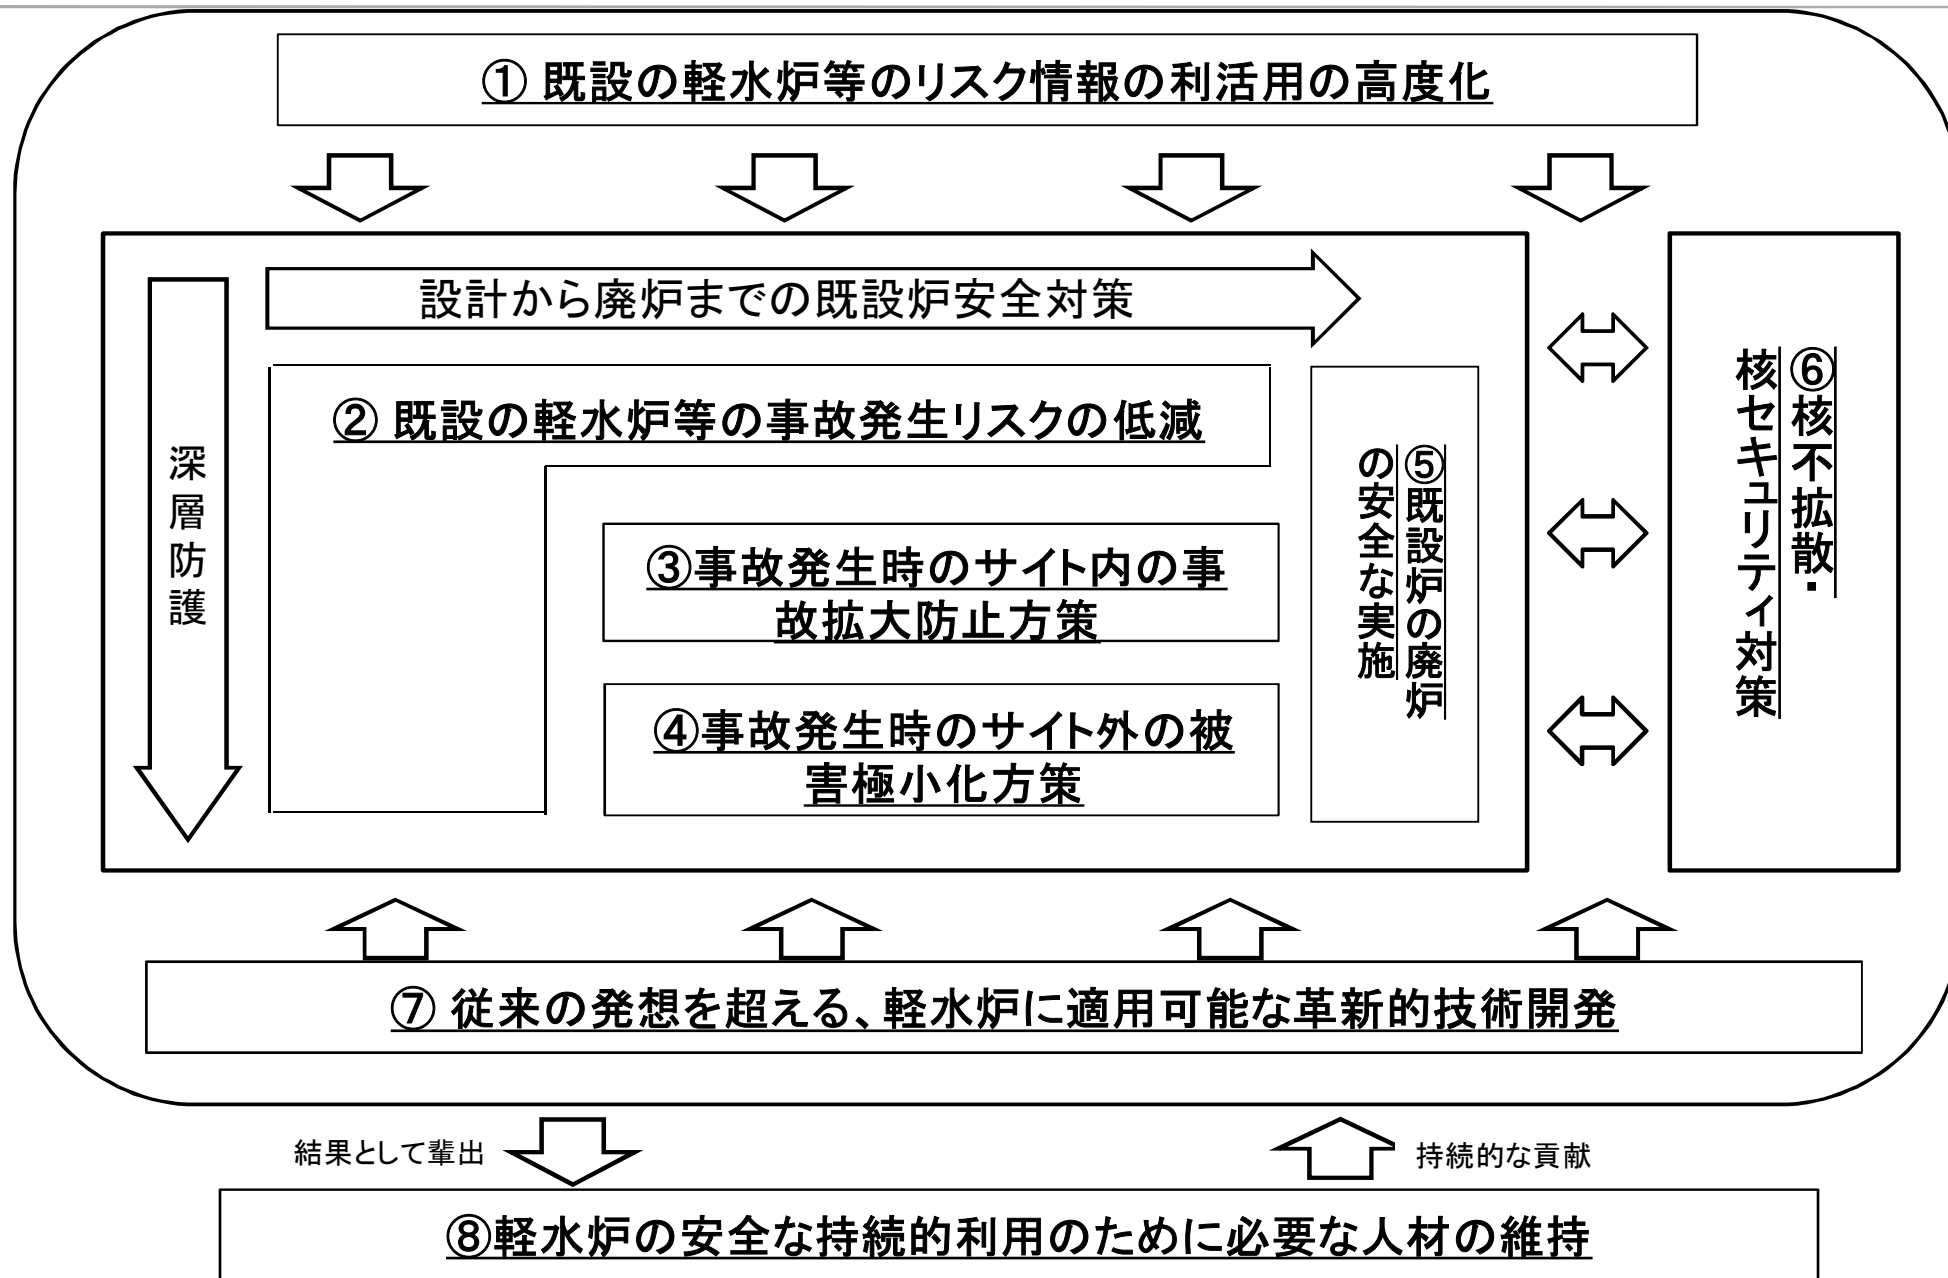 ① 既設の軽水炉等のリスク情報の利活用の高度化
設計から廃炉までの既設炉安全対策
深層防護
② 既設の軽水炉等の事故発生リスクの低減
③事故発生時のサイト内の事
故拡大防止方策
④事故発生時のサイト外の被
害極小化方策
⑤既設炉の廃炉
の安全な実施
⑥核不拡散・
核セキュリティ対策
⑦ 従来の発想を超える、軽水炉に適用可能な革新的技術開発
結果として輩出
持続的な貢献
⑧軽水炉の安全な持続的利用のために必要な人材の維持